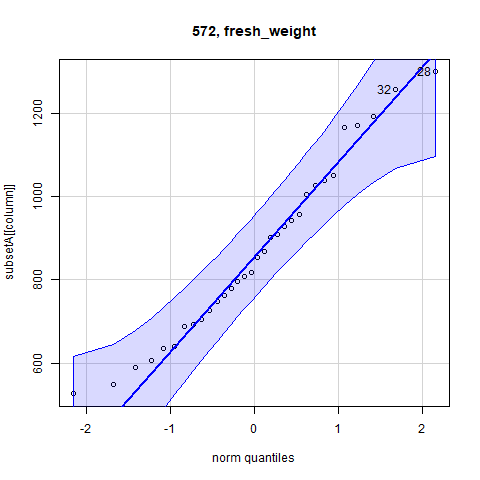 572, fresh_weight
subsetA[[column]]
1200
1000
800
600
32
28
-2 -1 0 1 2
norm quantiles